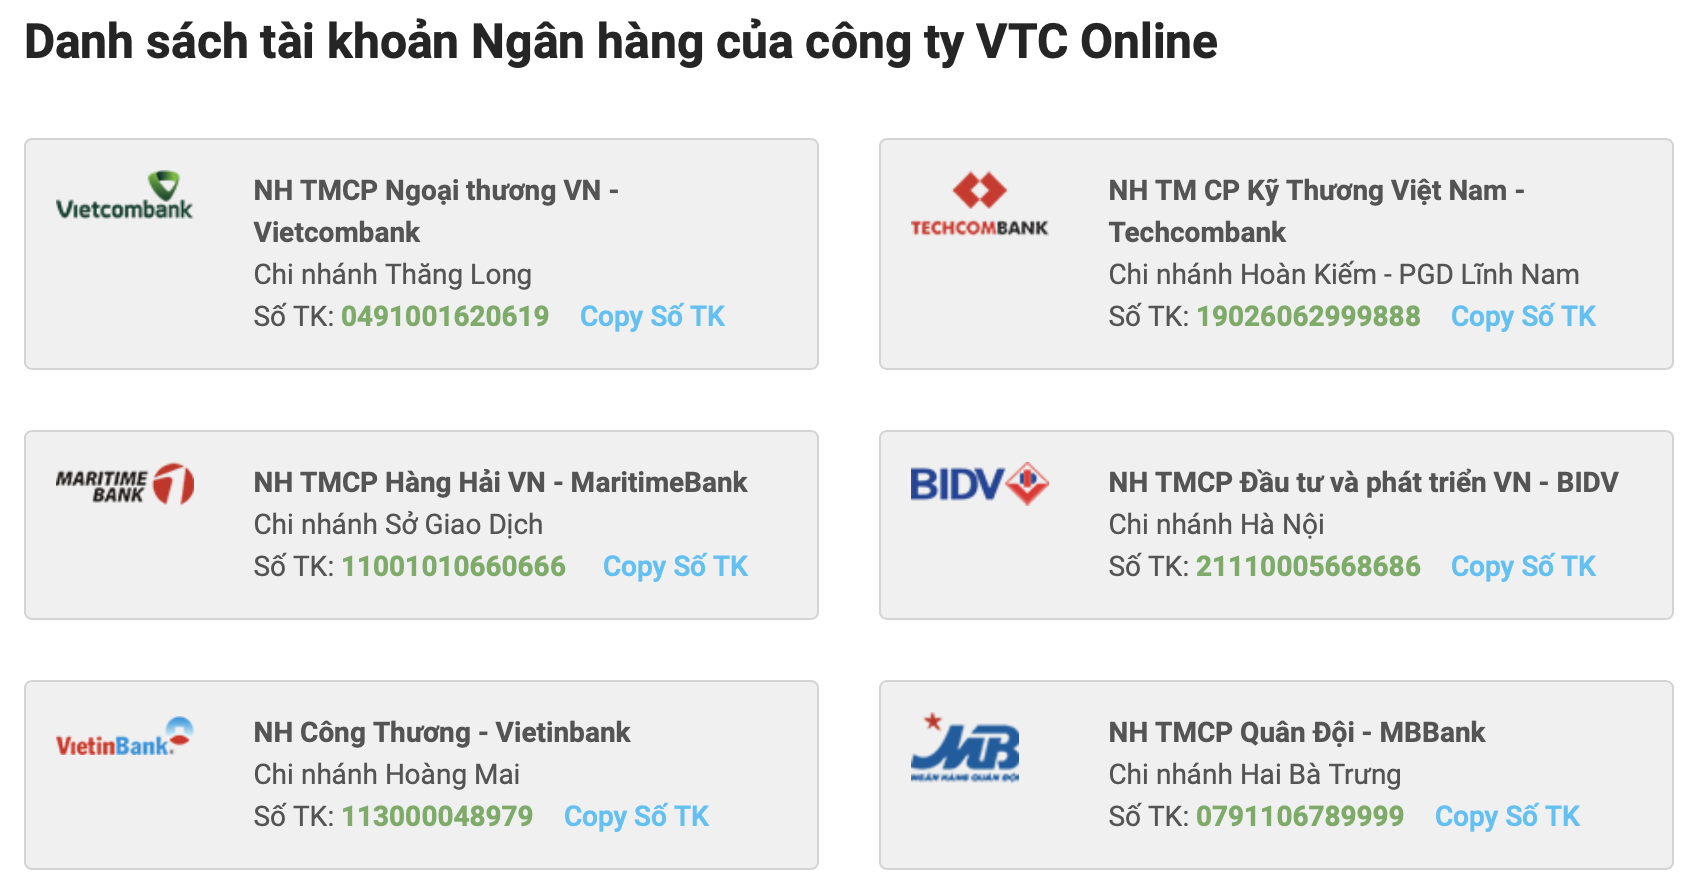 Danh sách tài khoản Ngân hàng của công ty VTC Online
Vietcombank
NH TMCP Ngoại thương VN -
Vietcombank
Chi nhánh Thăng Long
Số TK: 0491001620619 Copy Số TK
TECHCOMBANK
NH TM CP Kỹ Thương Việt Nam -
Techcombank
Chi nhánh Hoàn Kiếm - PGD Lĩnh Nam
Số TK: 19026062999888 Copy Số TK
MARITIME
BANK
NH TMCP Hàng Hải VN - MaritimeBank
Chi nhánh Sở Giao Dịch
Số TK: 11001010660666 Copy Số TK
BIDV
NH TMCP Đầu tư và phát triển VN - BIDV
Chi nhánh Hà Nội
Số TK: 21110005668686 Copy Số TK
VietinBank
NH Công Thương - Vietinbank
Chi nhánh Hoàng Mai
Số TK: 113000048979 Copy Số TK
MB
NGÂN HÀNG QUÂN ĐỘI
NH TMCP Quân Đội - MBBank
Chi nhánh Hai Bà Trưng
Số TK: 0791106789999 Copy Số TK